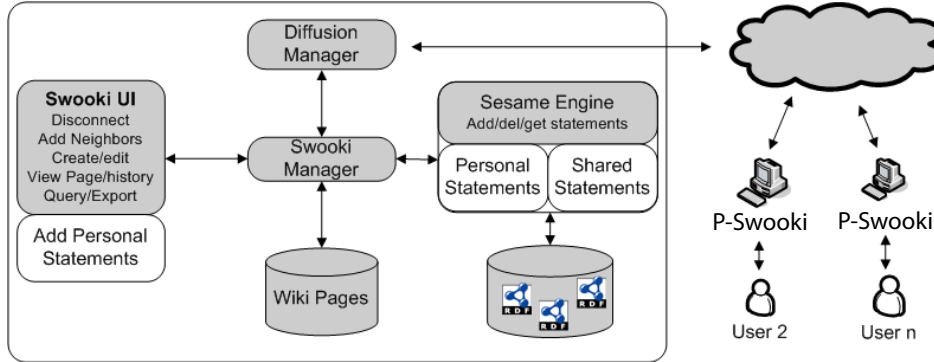 Diffusion
Manager
Swooki UI
Disconnect
Add Neighbors
Create/edit
View Page/history
Query/Export
Add Personal
Statements
Swooki
Manager
Sesame Engine
Add/del/get statements
Personal
Statements
Shared
Statements
Wiki Pages
RDF
RDF
RDF
P-Swooki
P-Swooki
User 2
User n